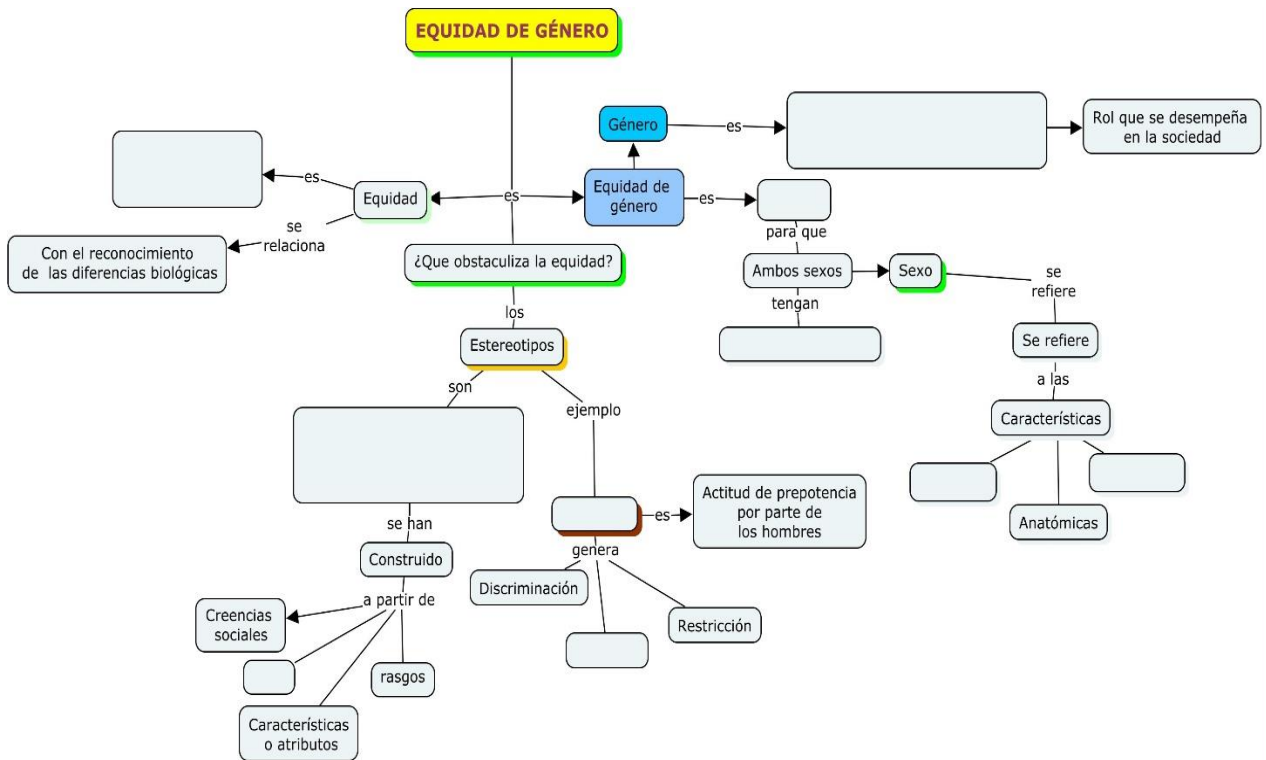 EQUIDAD DE GÉNERO
Género
es
Rol que se desempeña
en la sociedad
es
Equidad
es
Equidad de
género
es
se
relaciona
Con el reconocimiento
de las diferencias biológicas
¿Que obstaculiza la equidad?
para que
Ambos sexos
Sexo
se
refiere
tengan
los
Estereotipos
Se refiere
son
ejemplo
a las
Características
Actitud de prepotencia
por parte de
los hombres
es
Anatómicas
se han
Construido
genera
Discriminación
Restricción
a partir de
Creencias
sociales
rasgos
Características
o atributos